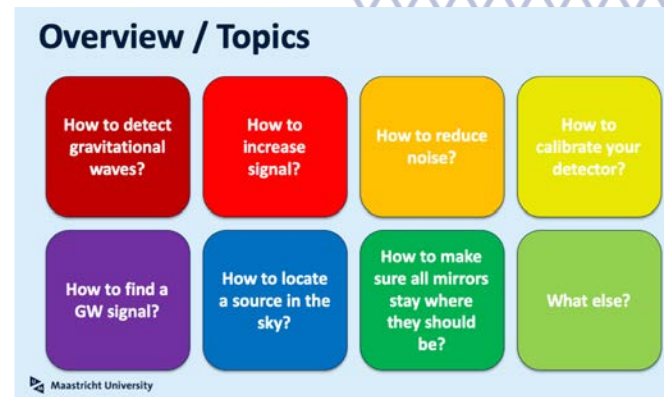 Overview / Topics
How to detect
gravitational
waves?
How to
increase
signal?
How to reduce
noise?
How to
calibrate your
detector?
How to find a
GW signal?
How to locate
a source in the
sky?
How to make
sure all mirrors
stay where
they should
be?
What else?
Maastricht University